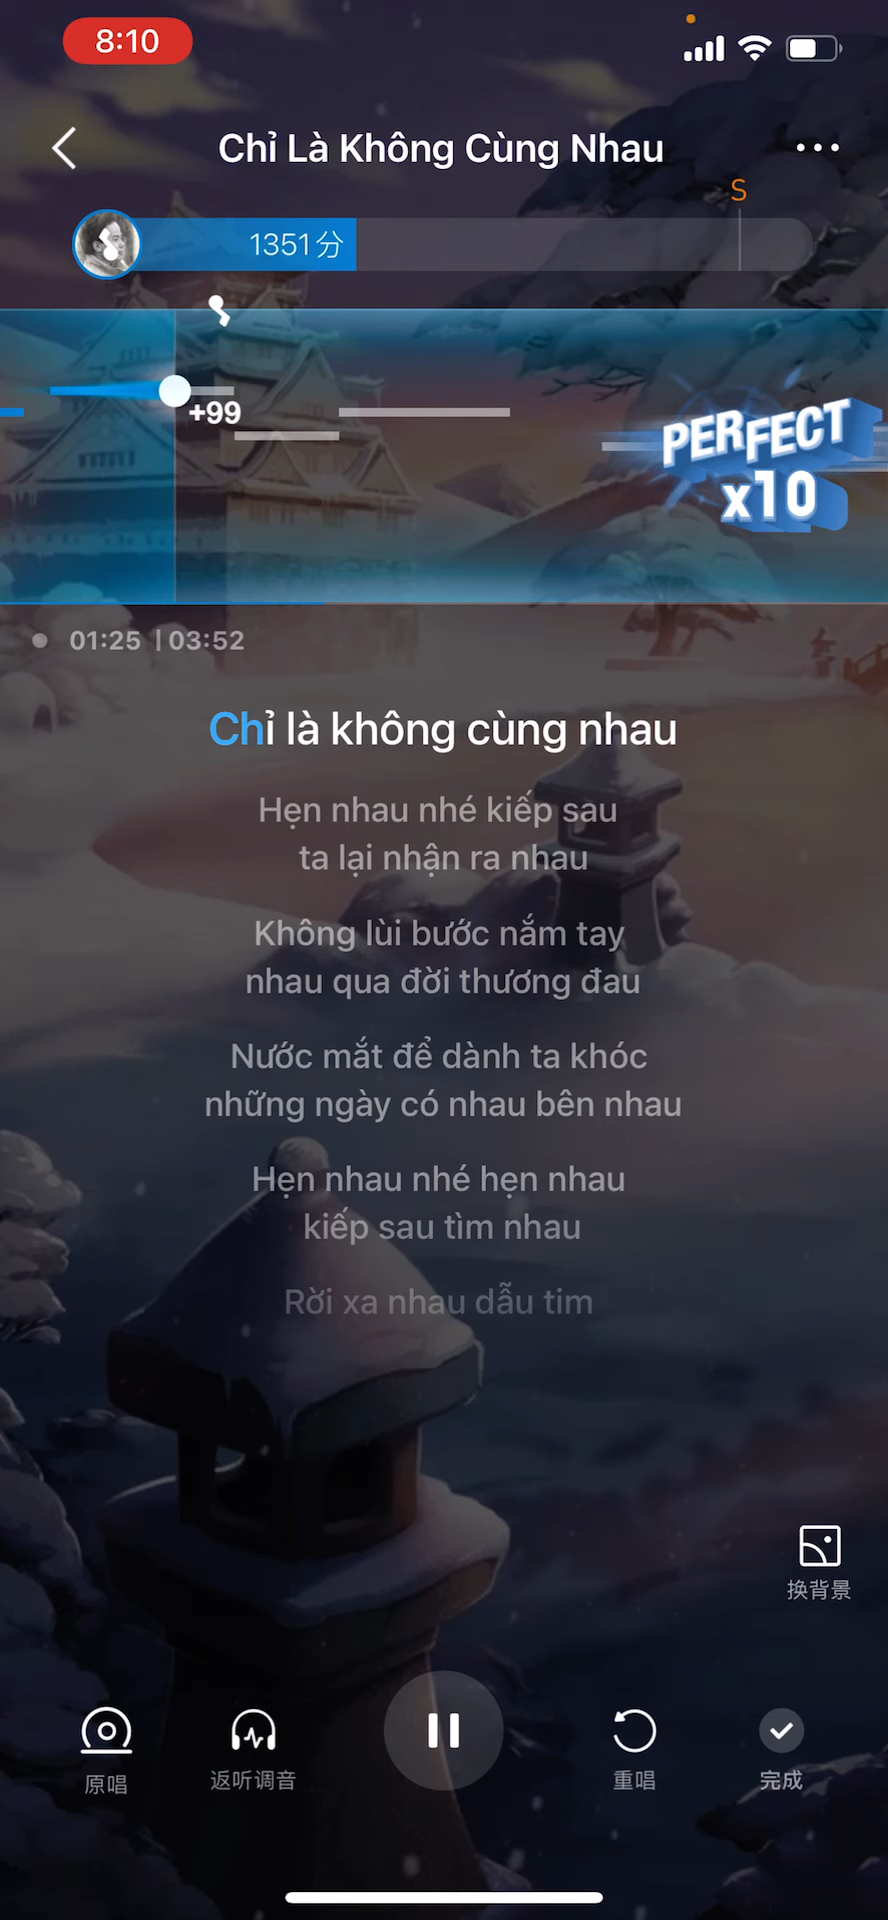 8:10
Chỉ Là Không Cùng Nhau
S
1351分
+99
PERFECT
x10
01:25 | 03:52
Chỉ là không cùng nhau
Hẹn nhau nhé kiếp sau
ta lại nhận ra nhau
Không lùi bước nắm tay
nhau qua đời thương đau
Nước mắt để dành ta khóc
những ngày có nhau bên nhau
Hẹn nhau nhé hẹn nhau
kiếp sau tìm nhau
Rời xa nhau dẫu tim
换背景
原唱
返听调音
重唱
完成